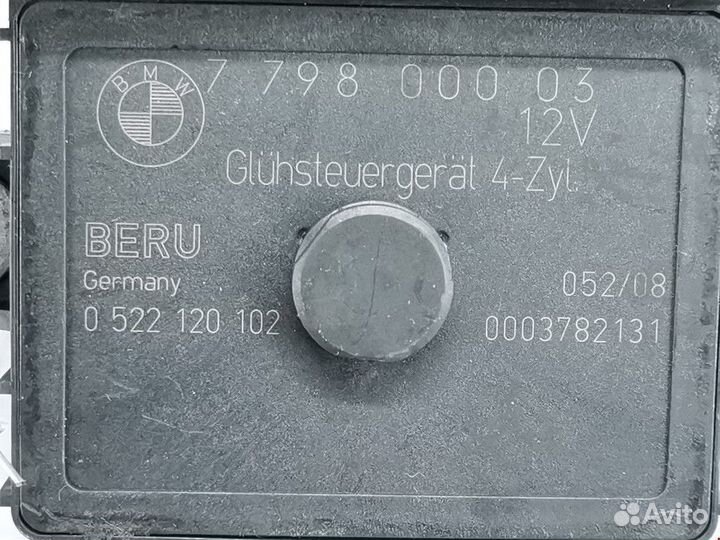 BMW
7 798 000 03
12V
Glühsteuergerät 4-Zyl.
BERU
Germany
052/08
0 522 120 102
0003782131
Avito